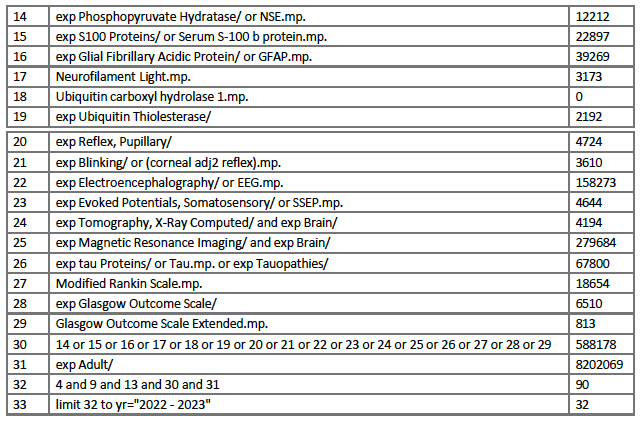 14 exp Phosphopyruvate Hydratase/ or NSE.mp. 12212
15 exp S100 Proteins/ or Serum S-100 b protein.mp. 22897
16 exp Glial Fibrillary Acidic Protein/ or GFAP.mp. 39269
17 Neurofilament Light.mp. 3173
18 Ubiquitin carboxyl hydrolase 1.mp. 0
19 exp Ubiquitin Thiolesterase/ 2192
20 exp Reflex, Pupillary/ 4724
21 exp Blinking/ or (corneal adj2 reflex).mp. 3610
22 exp Electroencephalography/ or EEG.mp. 158273
23 exp Evoked Potentials, Somatosensory/ or SSEP.mp. 4644
24 exp Tomography, X-Ray Computed/ and exp Brain/ 4194
25 exp Magnetic Resonance Imaging/ and exp Brain/ 279684
26 exp tau Proteins/ or Tau.mp. or exp Tauopathies/ 67800
27 Modified Rankin Scale.mp. 18654
28 exp Glasgow Outcome Scale/ 6510
29 Glasgow Outcome Scale Extended.mp. 813
30 14 or 15 or 16 or 17 or 18 or 19 or 20 or 21 or 22 or 23 or 24 or 25 or 26 or 27 or 28 or 29 588178
31 exp Adult/ 8202069
32 4 and 9 and 13 and 30 and 31 90
33 limit 32 to yr="2022 - 2023" 32